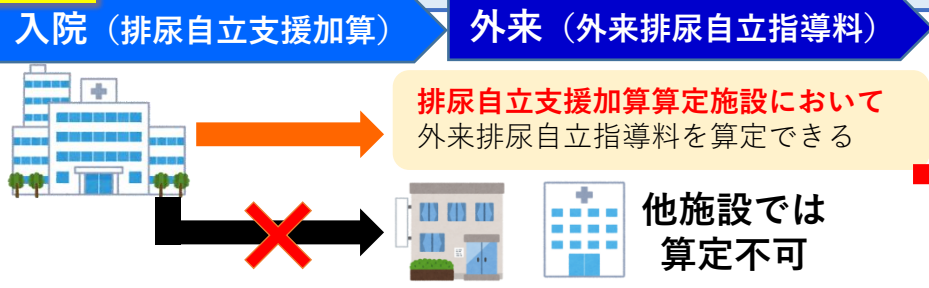 入院（排尿自立支援加算）
外来（外来排尿自立指導料）
排尿自立支援加算算定施設において
外来排尿自立指導料を算定できる
他施設では
算定不可